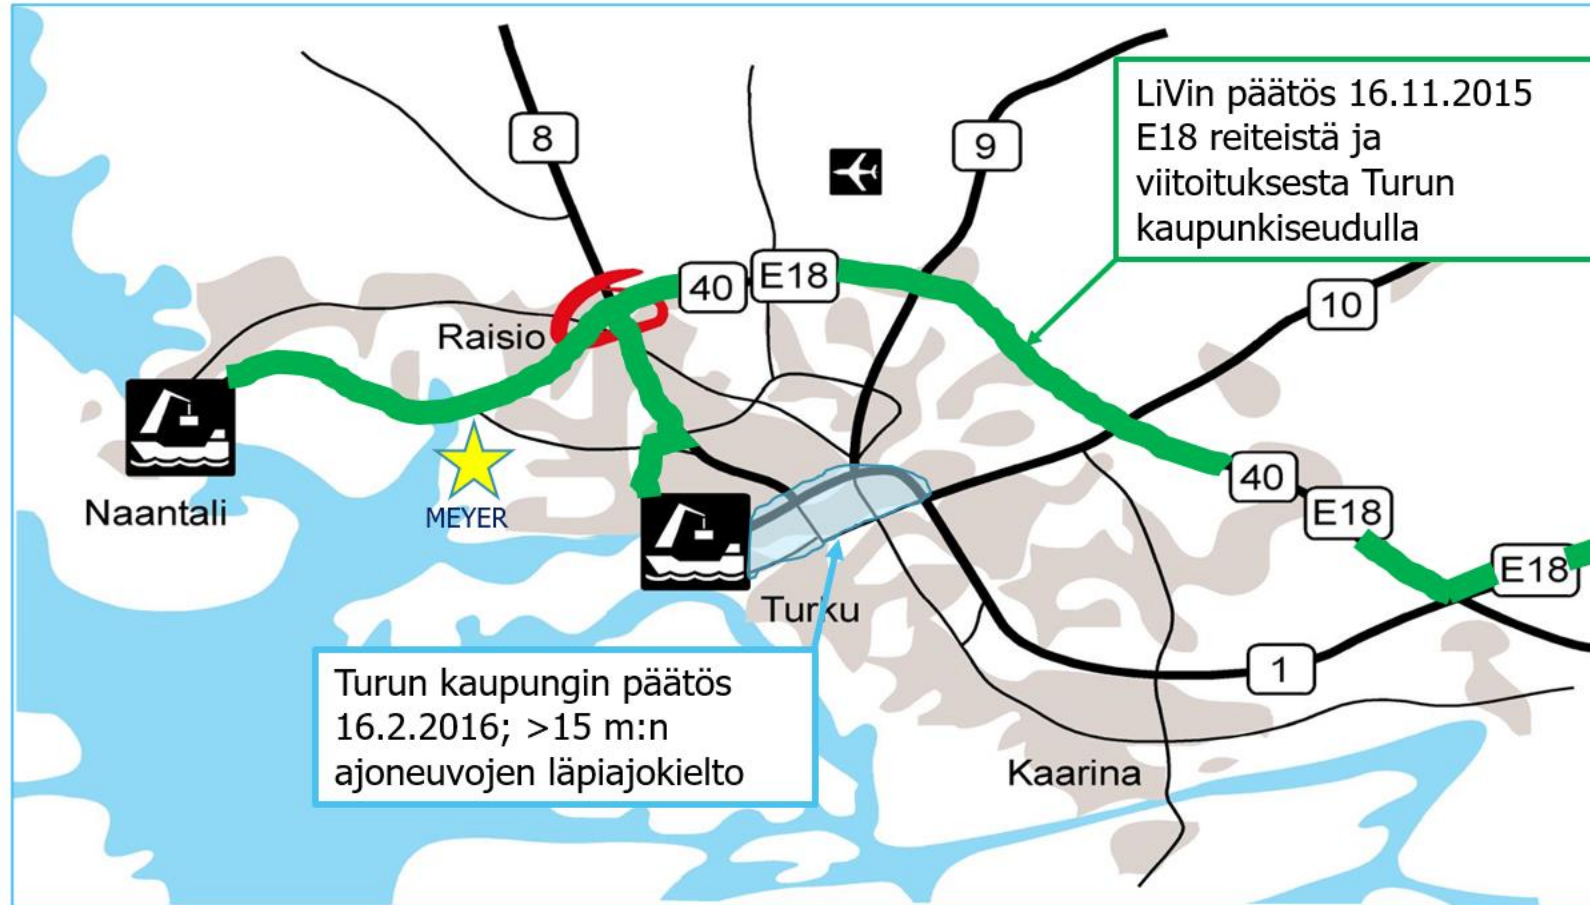 LiVin päätös 16.11.2015
E18 reiteistä ja
viitoituksesta Turun
kaupunkiseudulla
8
9
40
E18
10
Raisio
Naantali
MEYER
40
E18
E18
Turku
1
Turun kaupungin päätös
16.2.2016; >15 m:n
ajoneuvojen läpiajokielto
Kaarina